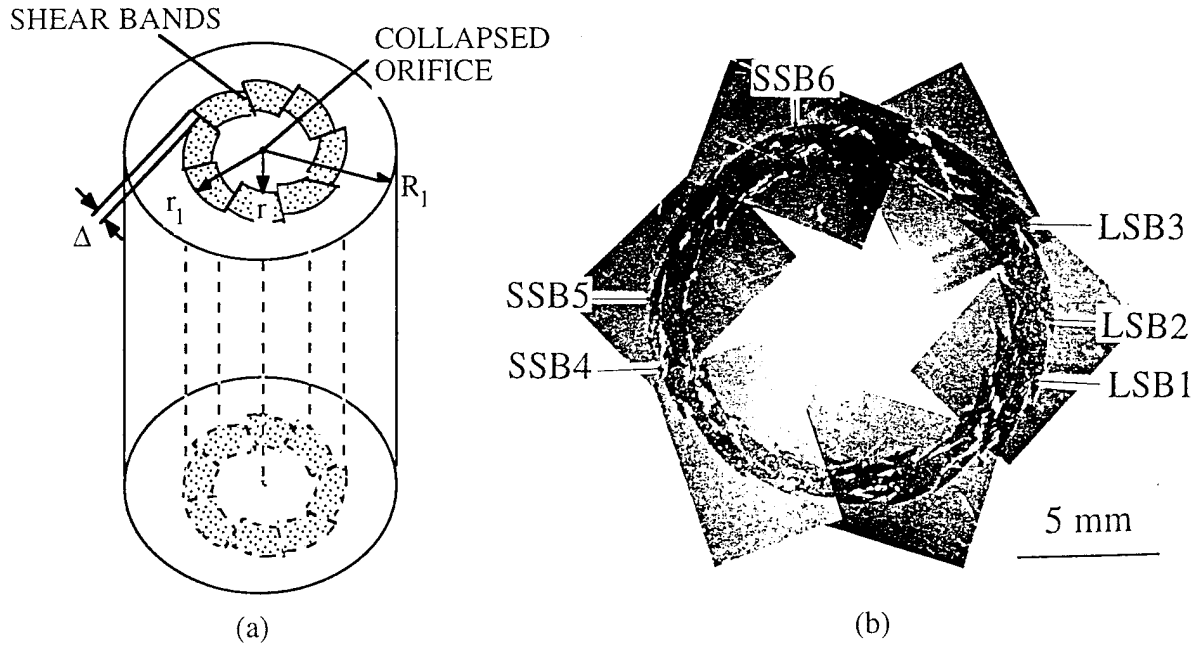 SHEAR BANDS
COLLAPSED
ORIFICE
r₁
r
R₁
Δ
(a)
SSB6
LSB3
SSB5
LSB2
SSB4
LSB1
5 mm
(b)